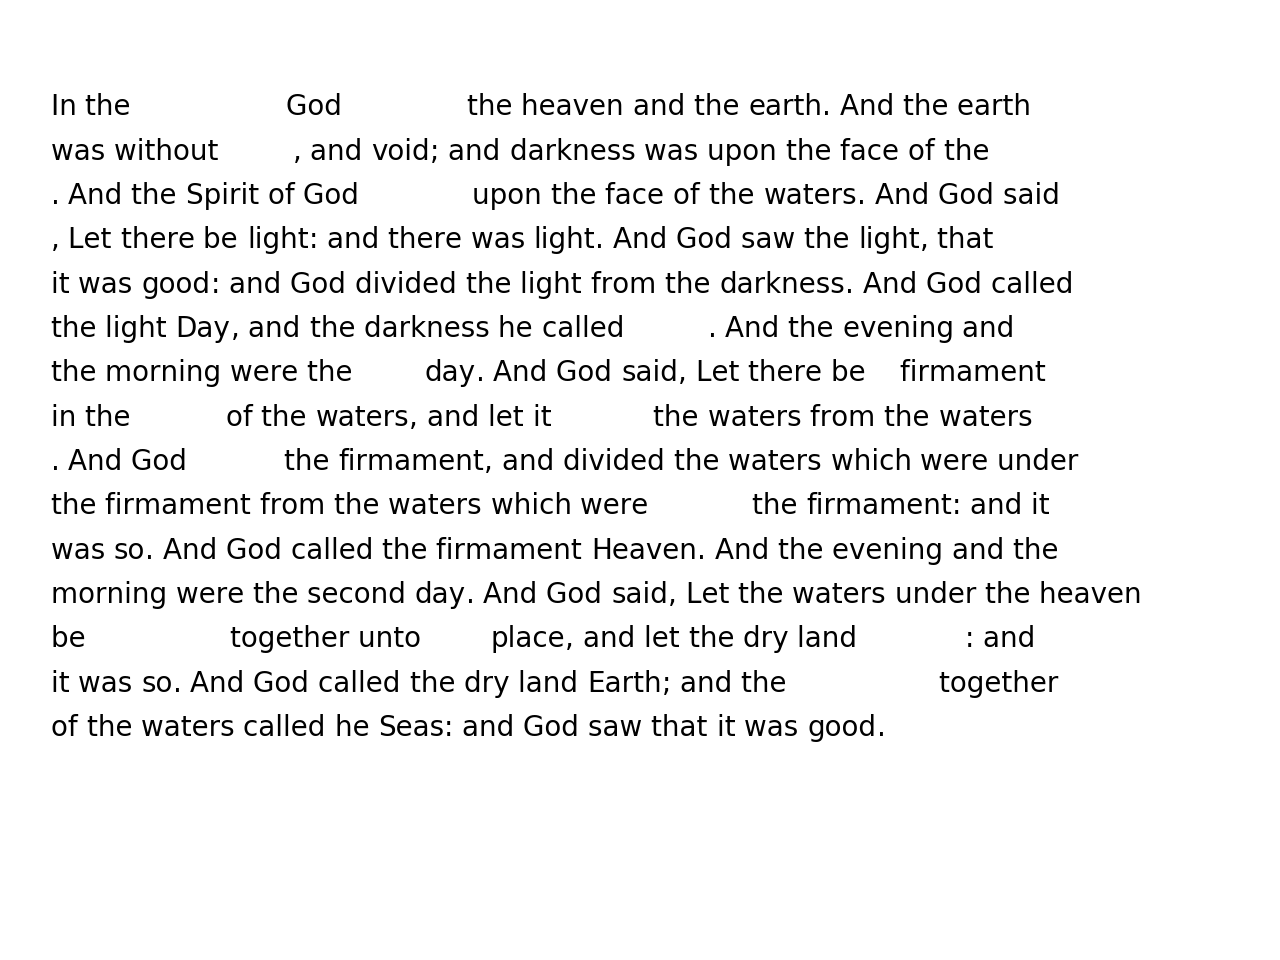 In the God the heaven and the earth. And the earth
was without , and void; and darkness was upon the face of the
. And the Spirit of God upon the face of the waters. And God said
, Let there be light: and there was light. And God saw the light, that
it was good: and God divided the light from the darkness. And God called
the light Day, and the darkness he called . And the evening and
the morning were the day. And God said, Let there be firmament
in the of the waters, and let it the waters from the waters
. And God the firmament, and divided the waters which were under
the firmament from the waters which were the firmament: and it
was so. And God called the firmament Heaven. And the evening and the
morning were the second day. And God said, Let the waters under the heaven
be together unto place, and let the dry land : and
it was so. And God called the dry land Earth; and the together
of the waters called he Seas: and God saw that it was good.